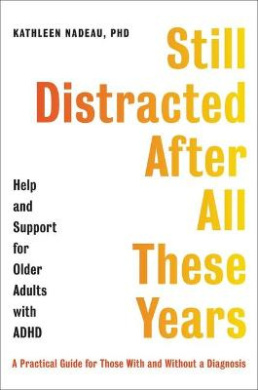 KATHLEEN NADEAU, PHD
Still
Distracted
After
All
These
Years
Help
and
Support
for
Older
Adults
with
ADHD
A Practical Guide for Those With and Without a Diagnosis